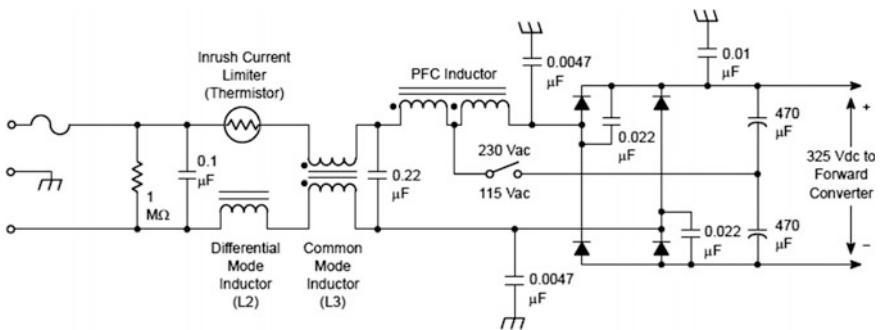 Inrush Current
Limiter
(Thermistor)
PFC Inductor
0.0047
µF
0.01
µF
0.1
µF
1
MΩ
0.22
µF
230 Vac
115 Vac
0.022
µF
470
µF
+
325 Vdc to
Forward
Converter
Differential
Mode
Inductor
(L2)
Common
Mode
Inductor
(L3)
0.0047
µF
0.022
µF
470
µF
−